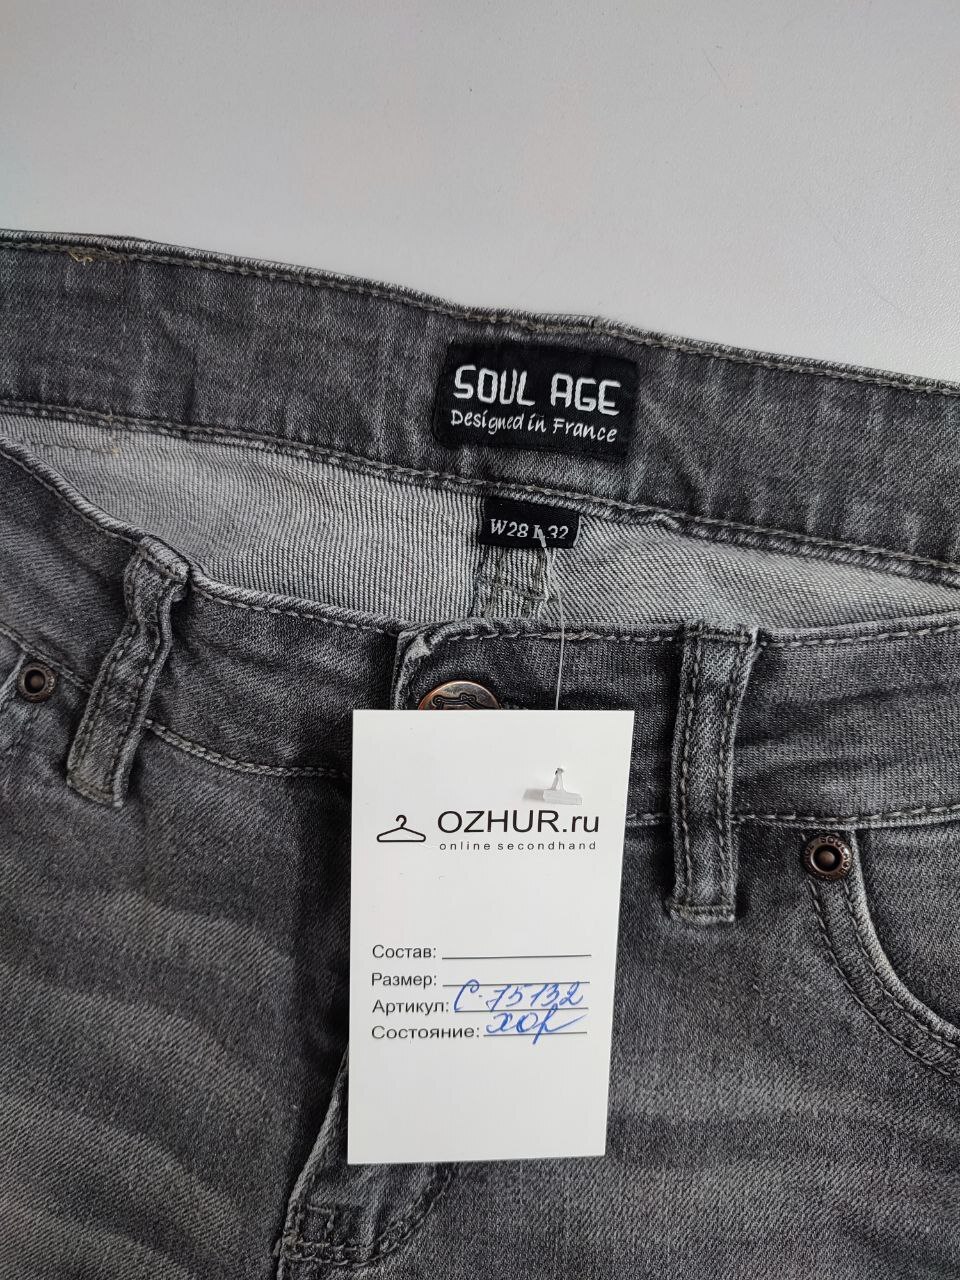 SOUL AGE
Designed in France
W28 L32
OZHUR.ru
online secondhand
Состав:
Размер:
Артикул: С-75132
Состояние: хор